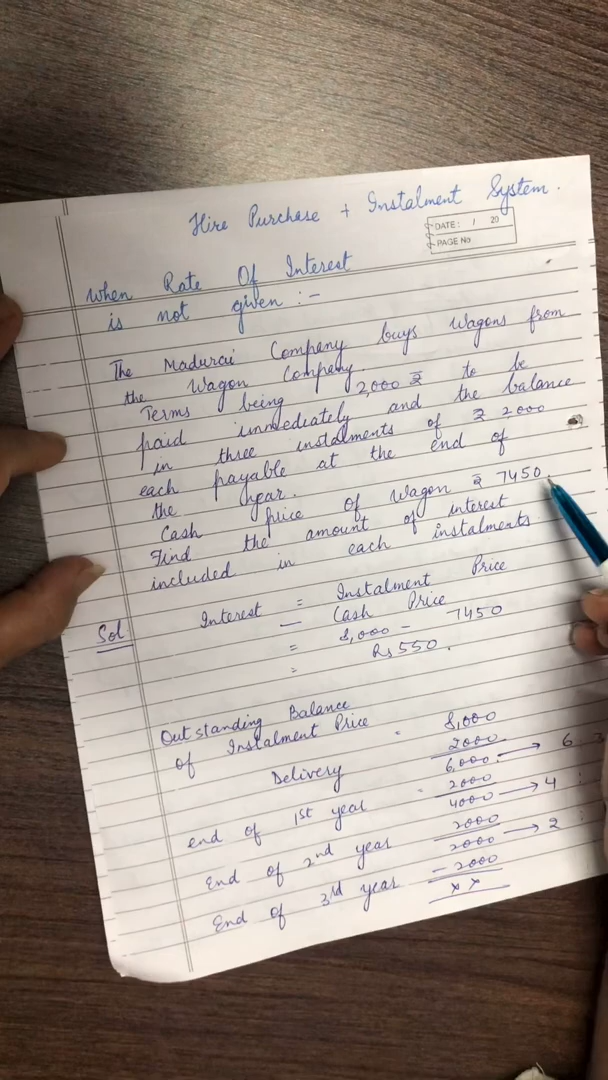 Hire Purchase + Instalment System.
DATE: / 20
PAGE No
When Rate Of Interest
is not given :-
The Madurai Company buys Wagons from
the Wagon Company.
Terms being 2,000 ₹ to be
paid immediately and the balance
in three instalments of ₹ 2000
each payable at the end of
the year.
Cash price of Wagon ₹ 7450.
Find the amount of interest
included in each of instalments
Sol Interest = Instalment Price
— Cash Price
= 8,000 - 7450
= Rs 550.
Outstanding Balance
of Instalment Price = 8,000
Delivery 2000
6,000. → 6 : 3
end of 1st year - 2000
4000 → 4 :
End of 2nd year 2000
2000 → 2 :
End of 3rd year - 2000
x x